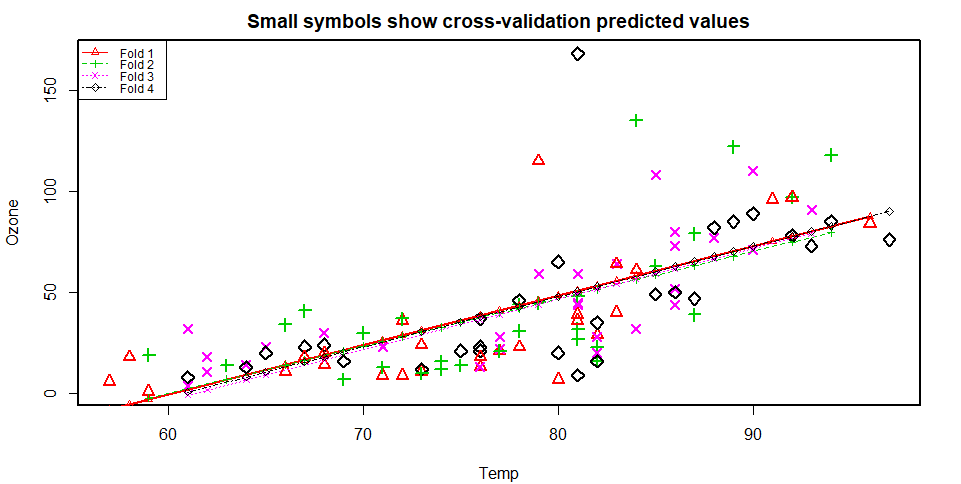 Small symbols show cross-validation predicted values
Fold 1
Fold 2
Fold 3
Fold 4
150
100
50
0
Ozone
60 70 80 90
Temp